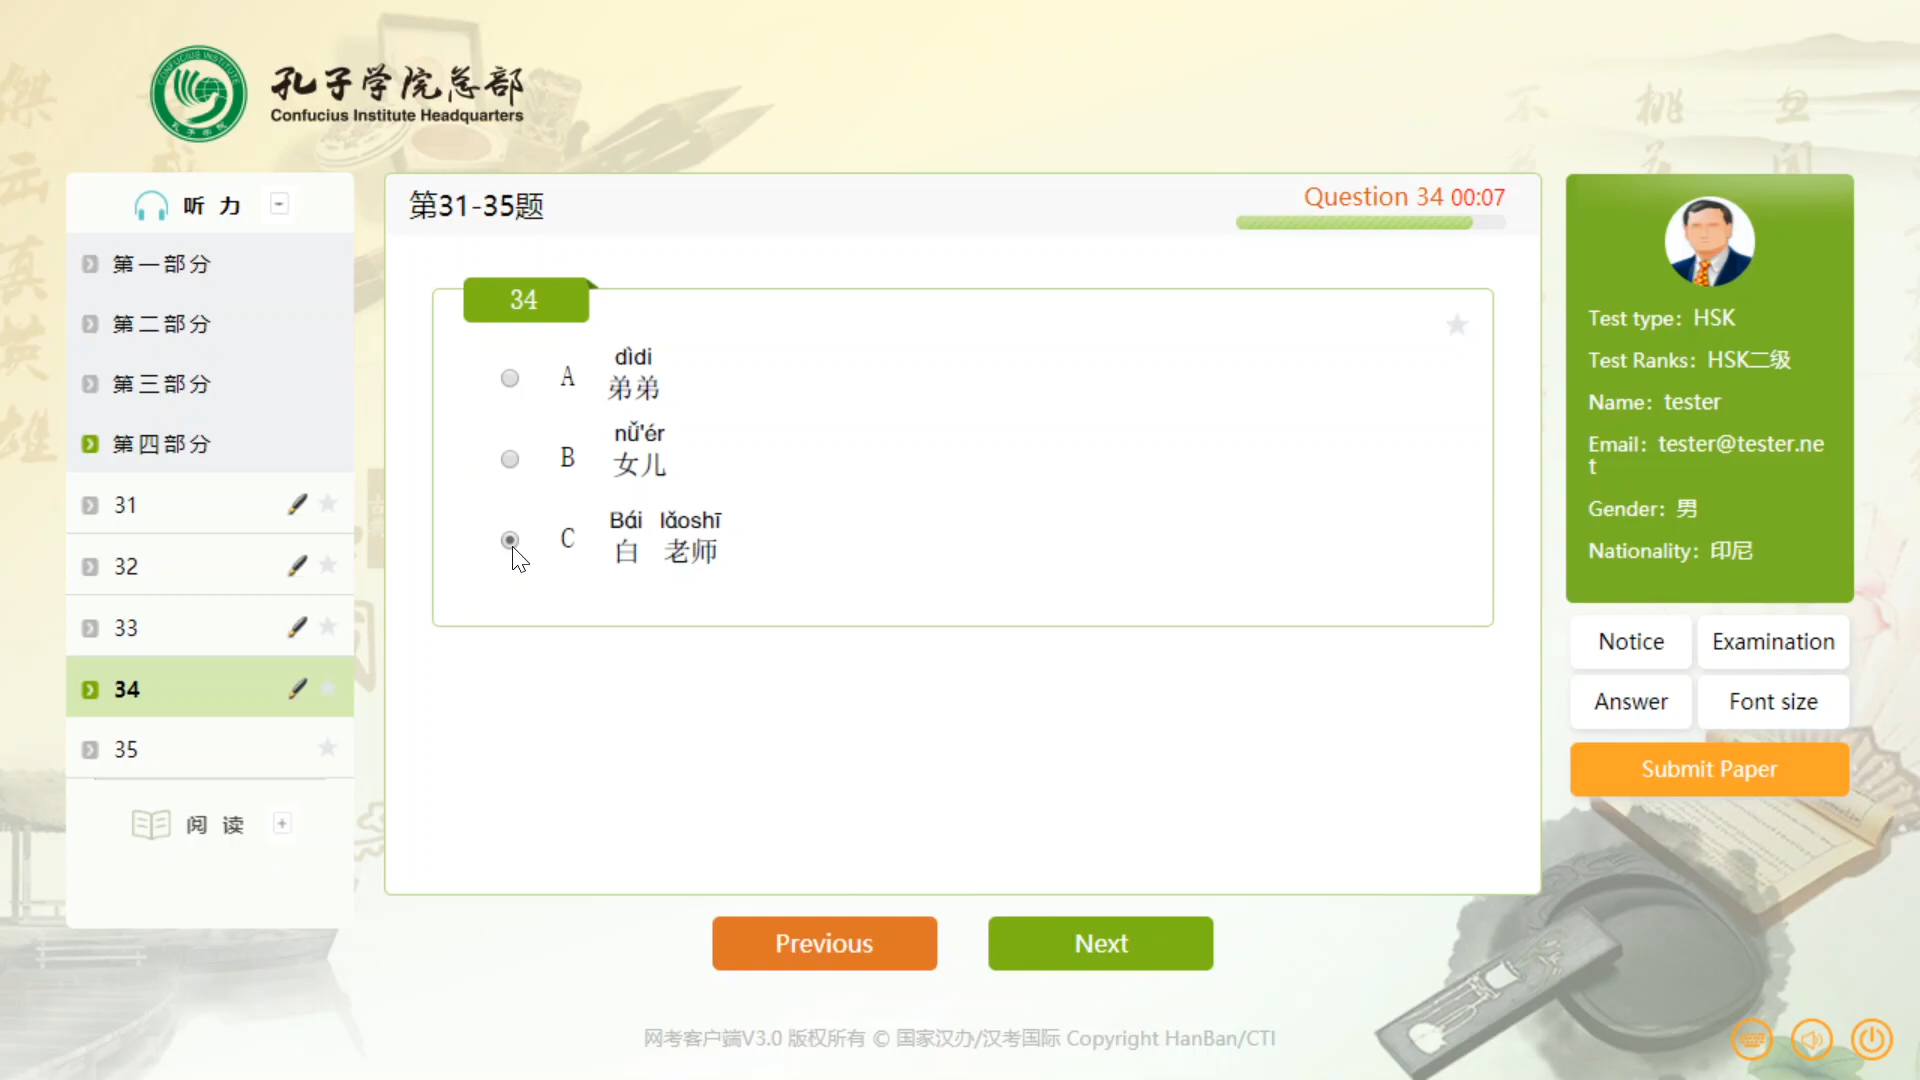 孔子学院总部
Confucius Institute Headquarters
听 力
第一部分
第二部分
第三部分
第四部分
31
32
33
34
35
阅 读
第31-35题
Question 34 00:07
34
dìdi
A 弟弟
nǚ'ér
B 女儿
Bái lǎoshī
C 白 老师
Previous
Next
Test type: HSK
Test Ranks: HSK二级
Name: tester
Email: tester@tester.ne
t
Gender: 男
Nationality: 印尼
Notice
Examination
Answer
Font size
Submit Paper
网考客户端V3.0 版权所有 © 国家汉办/汉考国际 Copyright HanBan/CTI